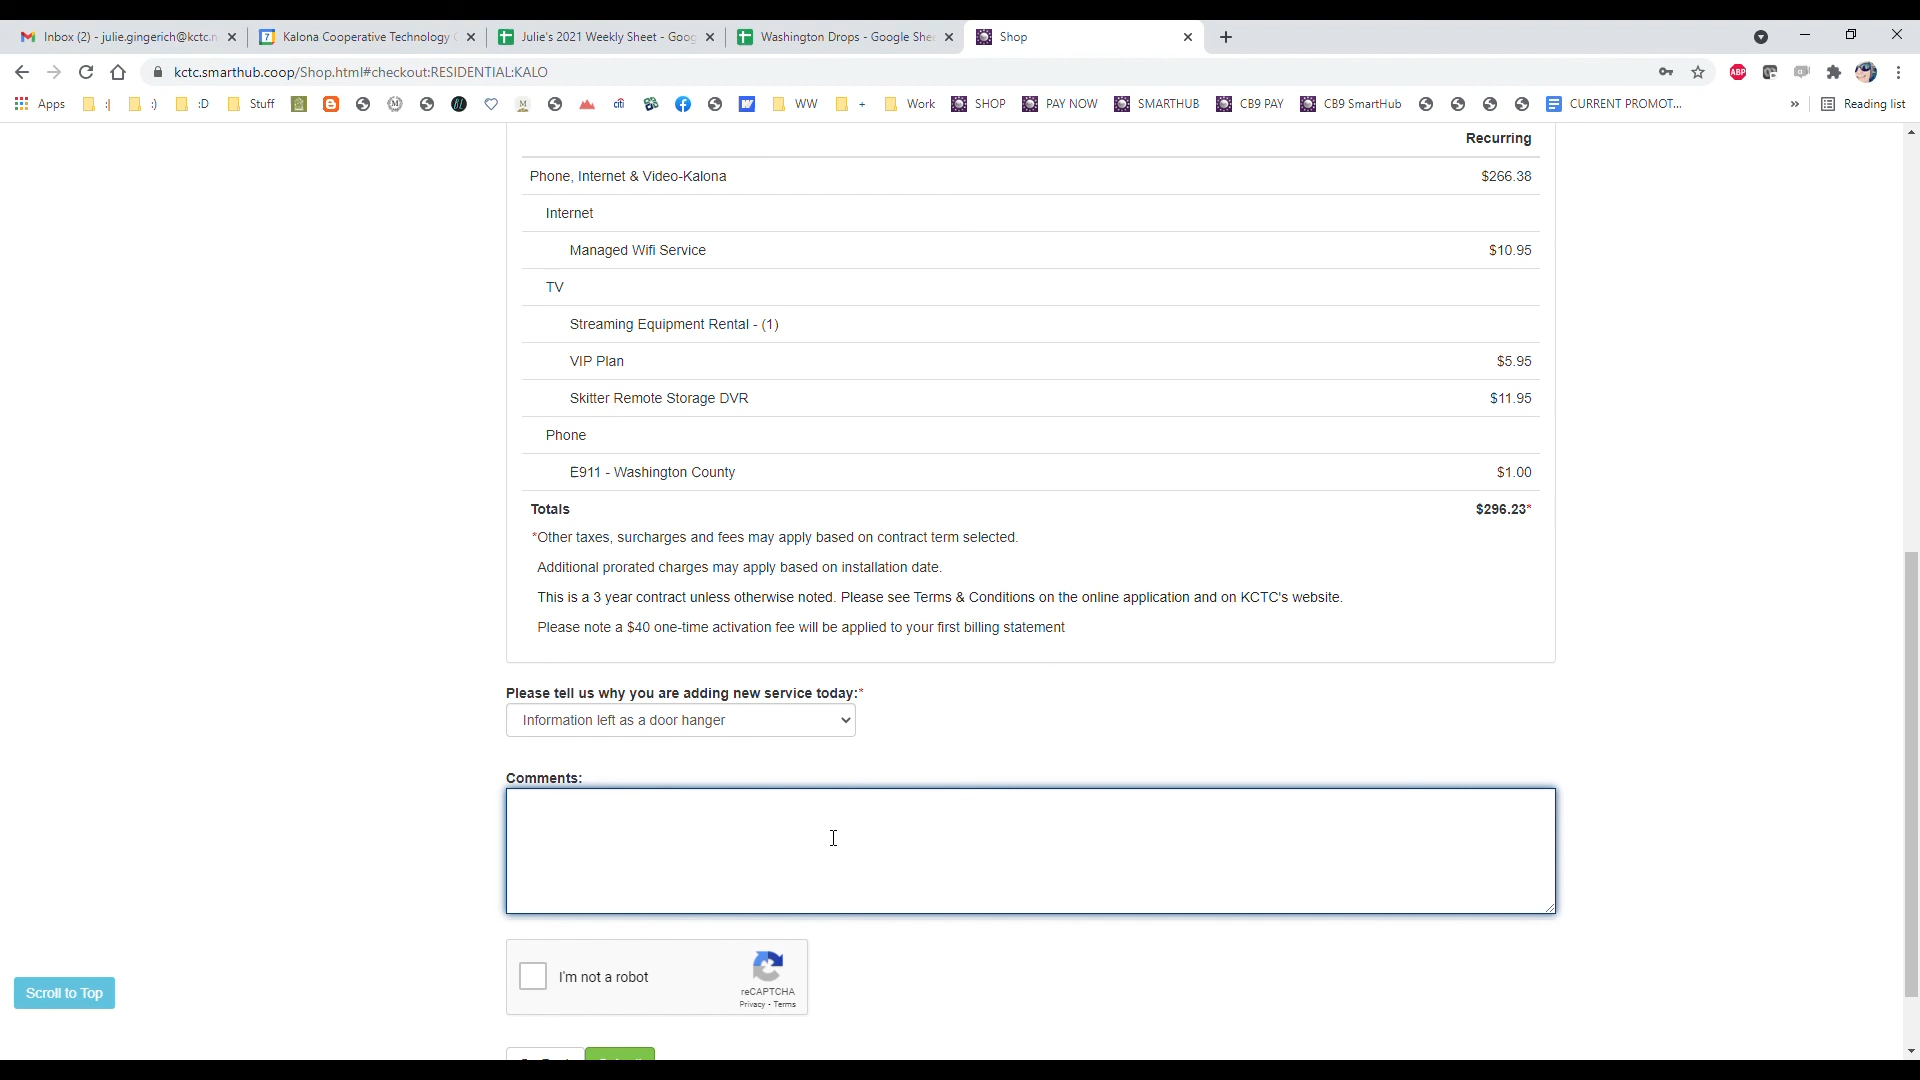 Inbox (2) - julie.gingerich@kctc.n
Kalona Cooperative Technology C
Julie's 2021 Weekly Sheet - Goog
Washington Drops - Google She
Shop
kctc.smarthub.coop/Shop.html#checkout:RESIDENTIAL:KALO
ABP
Apps
:|
:)
:D
Stuff
WW
+
Work
SHOP
PAY NOW
SMARTHUB
CB9 PAY
CB9 SmartHub
CURRENT PROMOT...
»
Reading list
Recurring
Phone, Internet & Video-Kalona $266.38
Internet
Managed Wifi Service $10.95
TV
Streaming Equipment Rental - (1)
VIP Plan $5.95
Skitter Remote Storage DVR $11.95
Phone
E911 - Washington County $1.00
Totals $296.23*
*Other taxes, surcharges and fees may apply based on contract term selected.
Additional prorated charges may apply based on installation date.
This is a 3 year contract unless otherwise noted. Please see Terms & Conditions on the online application and on KCTC's website.
Please note a $40 one-time activation fee will be applied to your first billing statement
Please tell us why you are adding new service today:*
Information left as a door hanger
Comments:
I'm not a robot
reCAPTCHA
Privacy - Terms
Scroll to Top